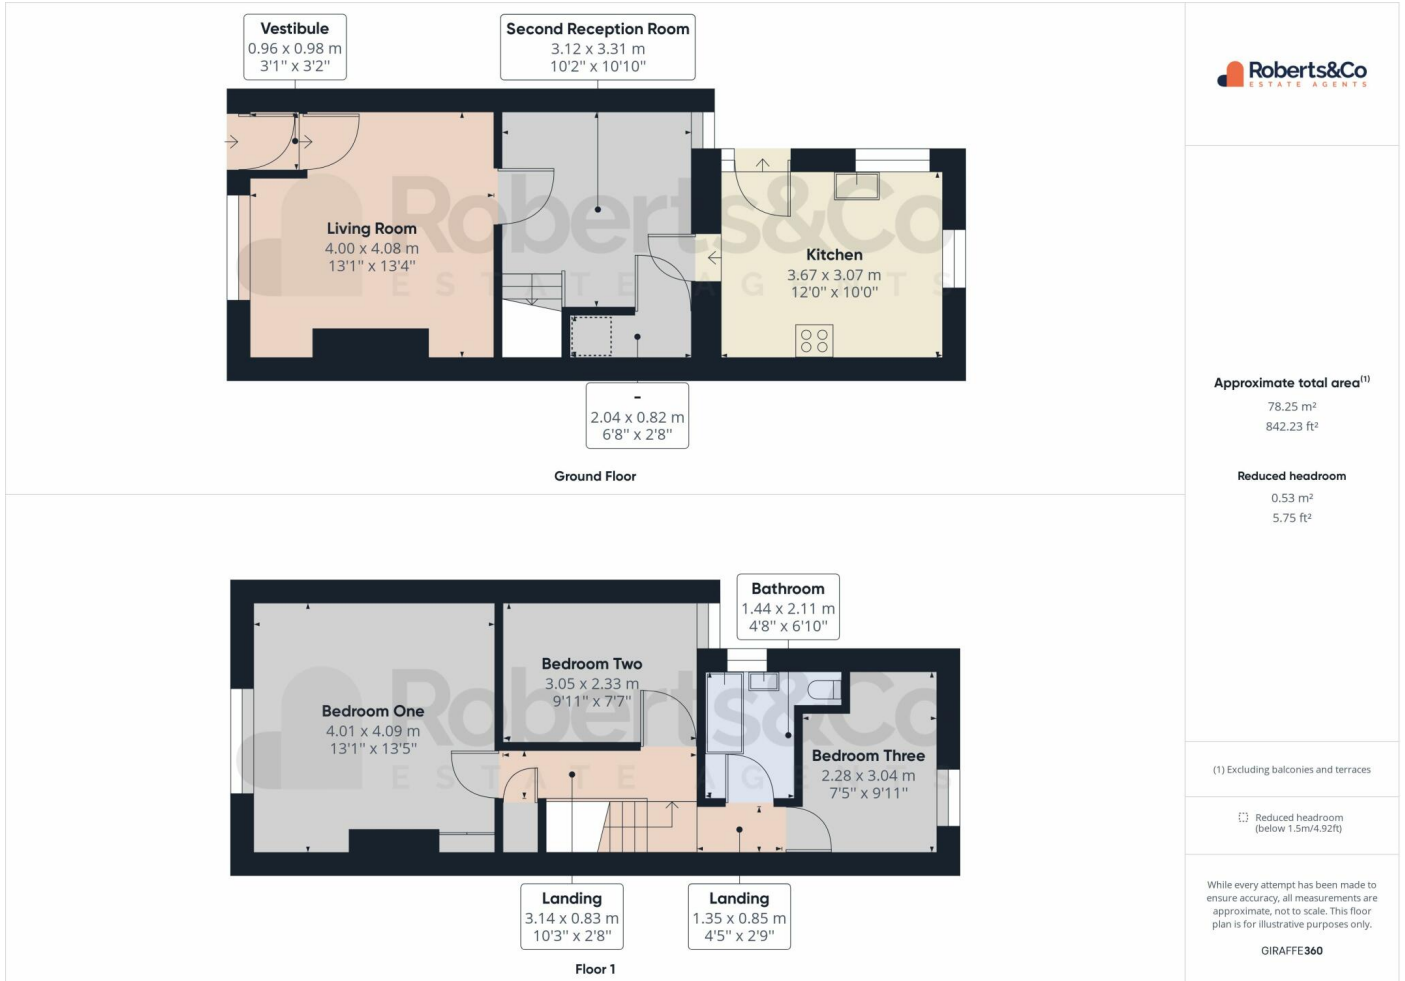 Vestibule
0.96 x 0.98 m
3'1" x 3'2"
Second Reception Room
3.12 x 3.31 m
10'2" x 10'10"
Living Room
4.00 x 4.08 m
13'1" x 13'4"
Kitchen
3.67 x 3.07 m
12'0" x 10'0"
-
2.04 x 0.82 m
6'8" x 2'8"
Roberts&Co
ESTATE AGENTS
Ground Floor
Bathroom
1.44 x 2.11 m
4'8" x 6'10"
Bedroom Two
3.05 x 2.33 m
9'11" x 7'7"
Bedroom One
4.01 x 4.09 m
13'1" x 13'5"
Bedroom Three
2.28 x 3.04 m
7'5" x 9'11"
Roberts&Co
ESTATE AGENTS
Landing
3.14 x 0.83 m
10'3" x 2'8"
Landing
1.35 x 0.85 m
4'5" x 2'9"
Floor 1
Roberts&Co
ESTATE AGENTS
Approximate total area(1)
78.25 m²
842.23 ft²
Reduced headroom
0.53 m²
5.75 ft²
(1) Excluding balconies and terraces
Reduced headroom
(below 1.5m/4.92ft)
While every attempt has been made to
ensure accuracy, all measurements are
approximate, not to scale. This floor
plan is for illustrative purposes only.
GIRAFFE360